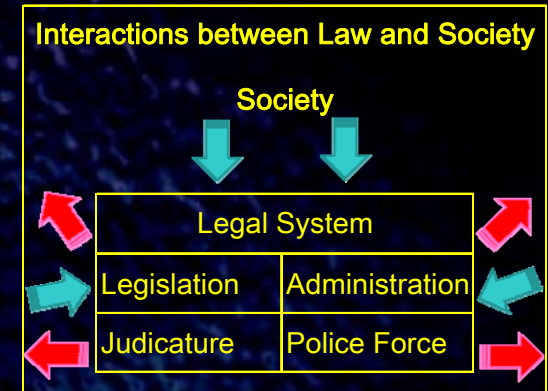 Interactions between Law and Society
Society
Legal System
Legislation Administration
Judicature Police Force